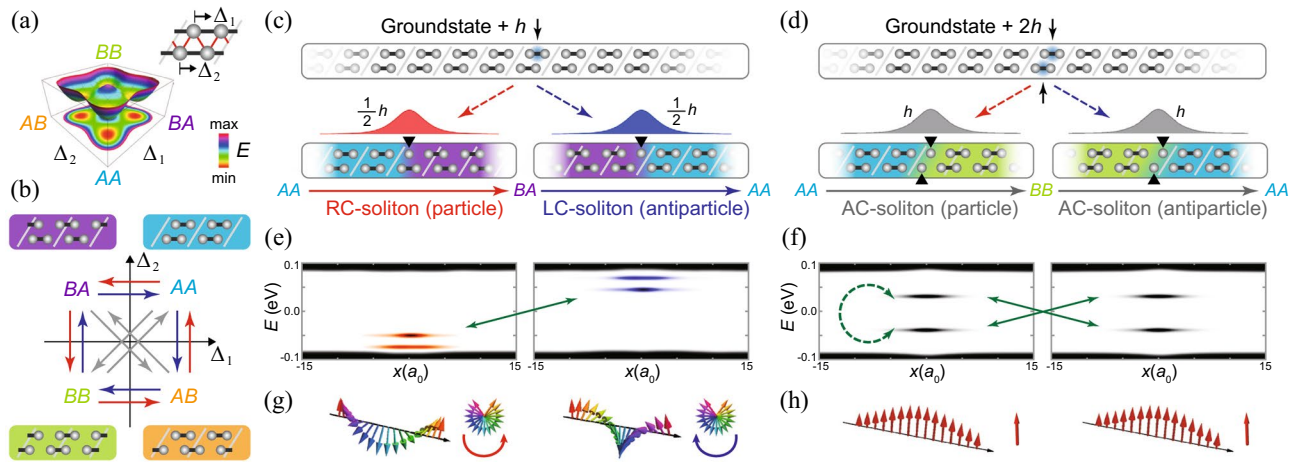 (a)
Δ1
Δ2
BB
AB
BA
Δ2
Δ1
AA
max
E
min
(b)
Δ2
BA
AA
Δ1
BB
AB
(c)
Groundstate + h
1/2 h
1/2 h
AA
BA
AA
RC-soliton (particle)
LC-soliton (antiparticle)
(d)
Groundstate + 2h
h
h
AA
BB
AA
AC-soliton (particle)
AC-soliton (antiparticle)
(e)
0.1
E (eV)
0.0
-0.1
-15
x(a0)
15
-15
x(a0)
15
(f)
0.1
E (eV)
0.0
-0.1
-15
x(a0)
15
-15
x(a0)
15
(g)
(h)